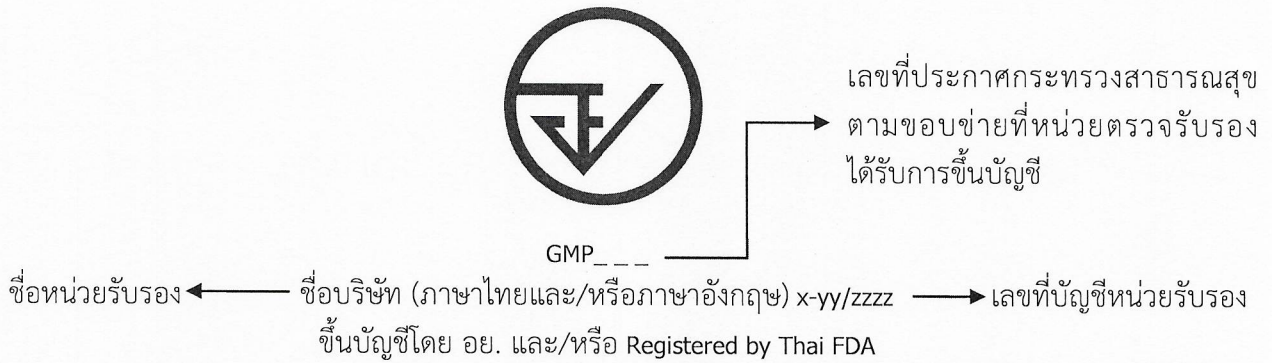 เลขที่ประกาศกระทรวงสาธารณสุข
ตามขอบข่ายที่หน่วยตรวจรับรอง
ได้รับการขึ้นบัญชี
GMP_ _ _
ชื่อหน่วยรับรอง ชื่อบริษัท (ภาษาไทยและ/หรือภาษาอังกฤษ) x-yy/zzzz เลขที่บัญชีหน่วยรับรอง
ขึ้นบัญชีโดย อย. และ/หรือ Registered by Thai FDA